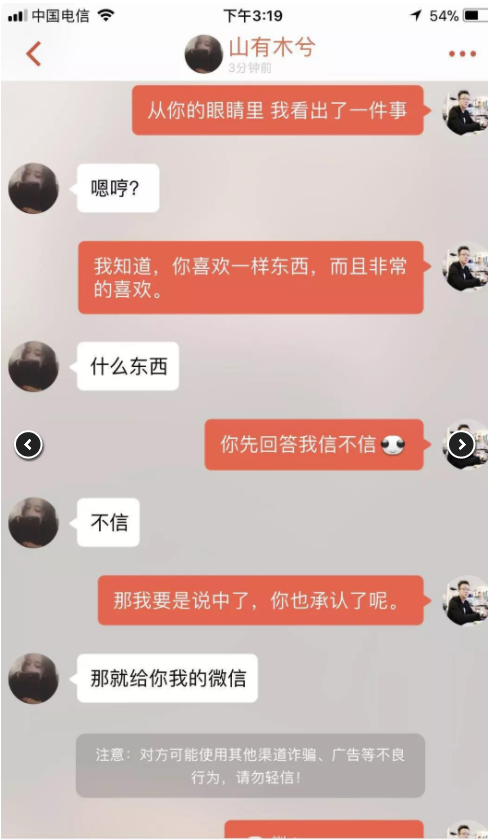 中国电信 下午3:19 54%
山有木兮
3分钟前
从你的眼睛里 我看出了一件事
嗯哼?
我知道，你喜欢一样东西，而且非常
的喜欢。
什么东西
你先回答我信不信
不信
那我要是说中了，你也承认了呢。
那就给你我的微信
注意：对方可能使用其他渠道诈骗、广告等不良
行为，请勿轻信！